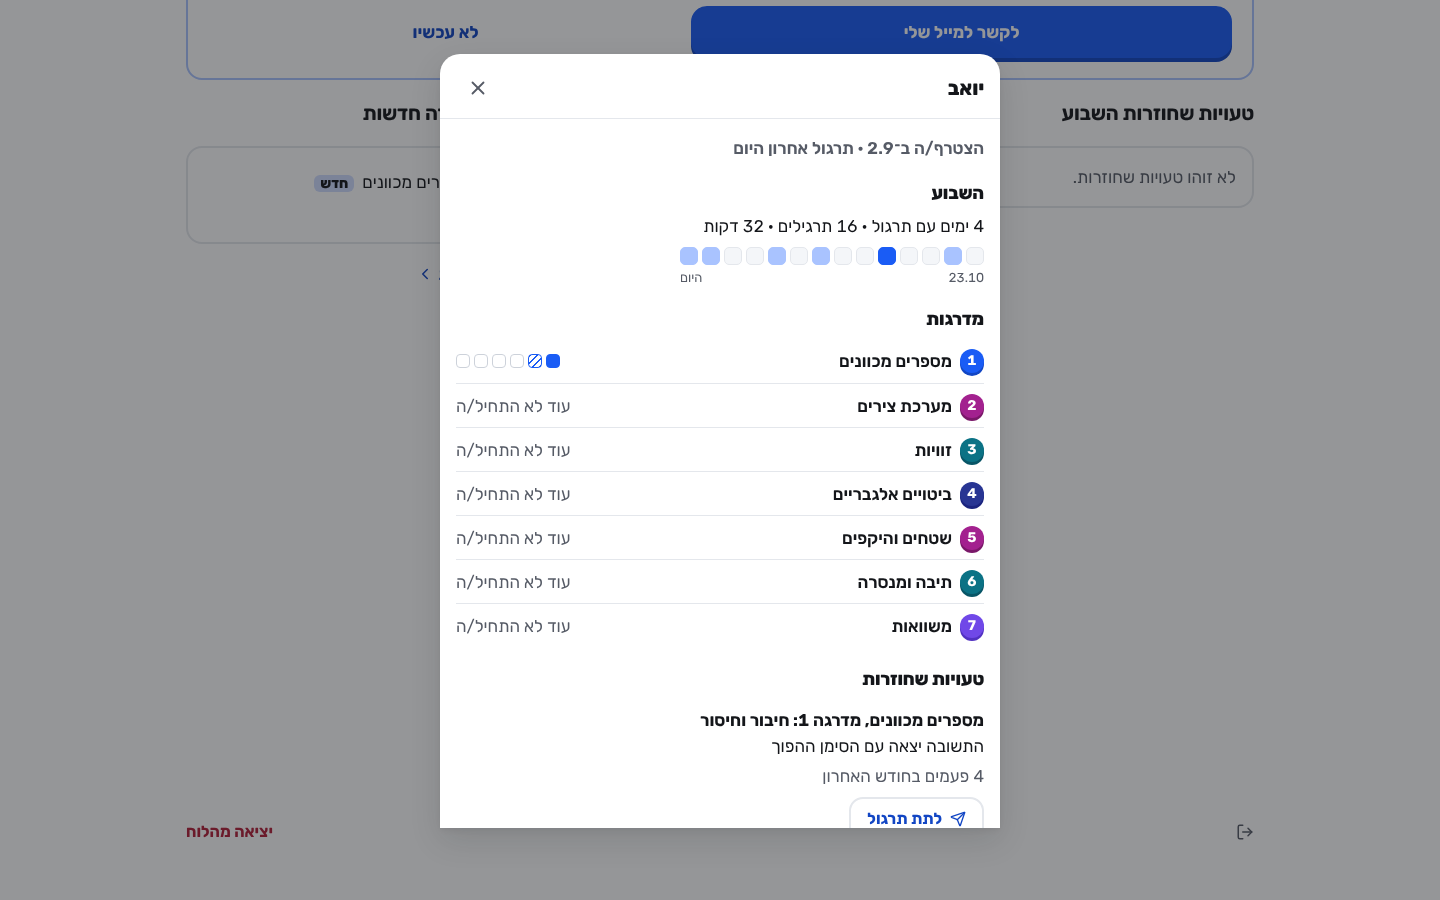 לקשר למייל שלי
לא עכשיו
יואב
טעויות שחוזרות השבוע
חדשות
לא זוהו טעויות שחוזרות.
מכוונים
חדש
הצטרף/ה ב־2.9 · תרגול אחרון היום
השבוע
4 ימים עם תרגול · 16 תרגילים · 32 דקות
23.10
היום
מדרגות
1 מספרים מכוונים
2 מערכת צירים
עוד לא התחיל/ה
3 זוויות
עוד לא התחיל/ה
4 ביטויים אלגבריים
עוד לא התחיל/ה
5 שטחים והיקפים
עוד לא התחיל/ה
6 תיבה ומנסרה
עוד לא התחיל/ה
7 משוואות
עוד לא התחיל/ה
טעויות שחוזרות
מספרים מכוונים, מדרגה 1: חיבור וחיסור
התשובה יצאה עם הסימן ההפוך
4 פעמים בחודש האחרון
לתת תרגול
יציאה מהלוח